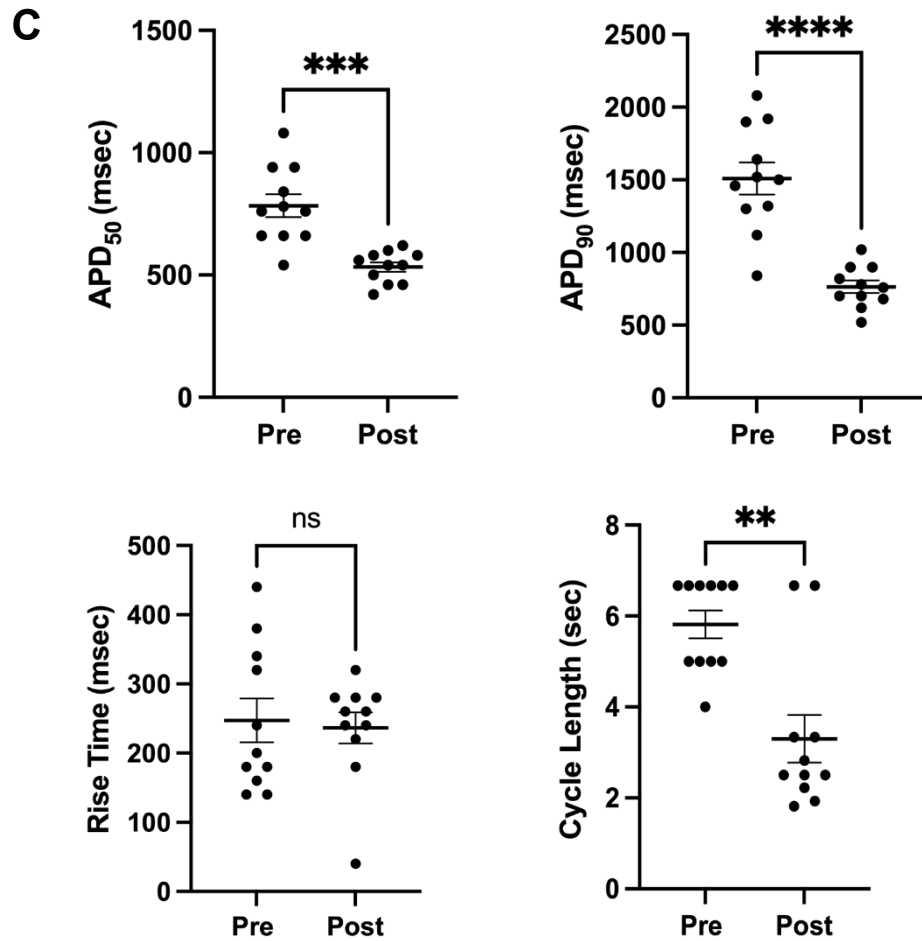 C
APD50 (msec)
1500
1000
500
0
***
Pre Post
APD90 (msec)
2500
2000
1500
1000
500
0
****
Pre Post
Rise Time (msec)
500
400
300
200
100
0
ns
Pre Post
Cycle Length (sec)
8
6
4
2
0
**
Pre Post